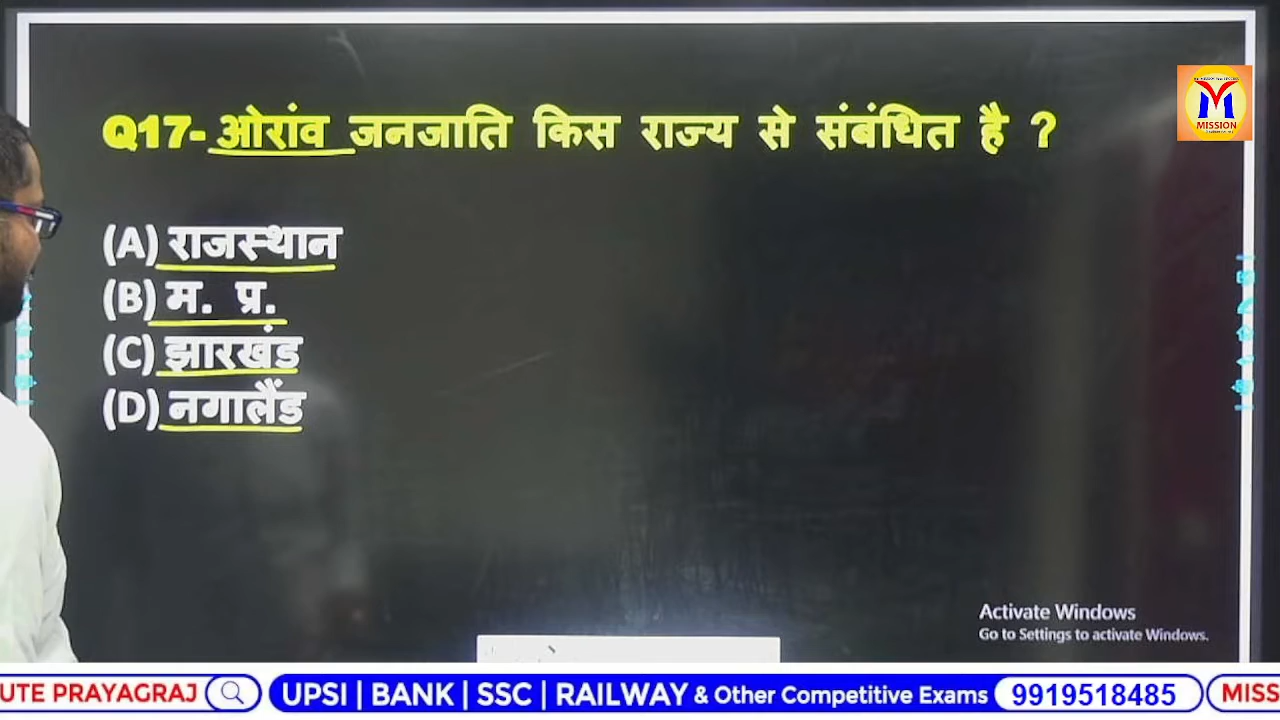 Q17- ओरांव जनजाति किस राज्य से संबंधित है ?
MISSION
(A) राजस्थान
(B) म. प्र.
(C) झारखंड
(D) नगालैंड
Activate Windows
Go to Settings to activate Windows.
UTE PRAYAGRAJ UPSI | BANK | SSC | RAILWAY & Other Competitive Exams 9919518485 MISS